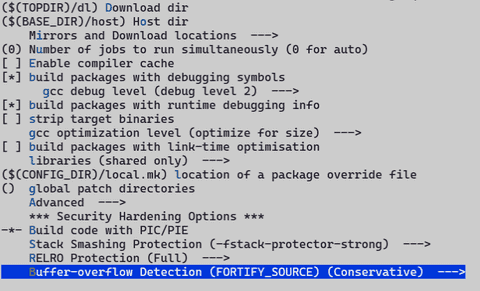 ($(TOPDIR)/dl) Download dir
($(BASE_DIR)/host) Host dir
Mirrors and Download locations  --->
(0) Number of jobs to run simultaneously (0 for auto)
[ ] Enable compiler cache
[*] build packages with debugging symbols
gcc debug level (debug level 2)  --->
[*] build packages with runtime debugging info
[ ] strip target binaries
gcc optimization level (optimize for size)  --->
[ ] build packages with link-time optimisation
libraries (shared only)  --->
($(CONFIG_DIR)/local.mk) location of a package override file
()  global patch directories
Advanced  --->
*** Security Hardening Options ***
-*- Build code with PIC/PIE
Stack Smashing Protection (-fstack-protector-strong)  --->
RELRO Protection (Full)  --->
Buffer-overflow Detection (FORTIFY_SOURCE) (Conservative)  --->